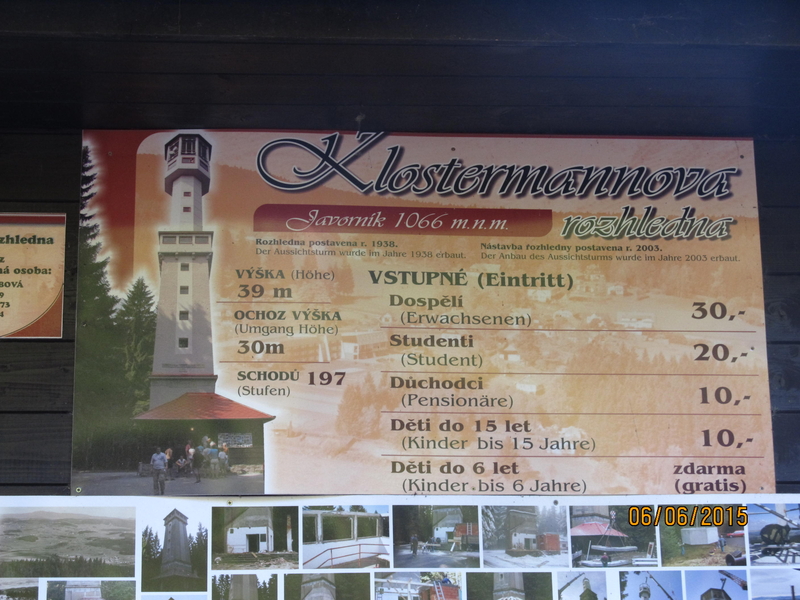 Klostermannova
rozhledna
Javorník 1066 m.n.m.
Rozhledna postavena r. 1938.
Der Aussichtsturm wurde im Jahre 1938 erbaut.
Nástavba rozhledny postavena r. 2003.
Der Anbau des Aussichtsturms wurde im Jahre 2003 erbaut.
VÝŠKA (Höhe)
39 m
OCHOZ VÝŠKA
(Umgang Höhe)
30m
SCHODŮ 197
(Stufen)
VSTUPNÉ (Eintritt)
Dospělí 30,-
(Erwachsenen)
Studenti 20,-
(Student)
Důchodci 10,-
(Pensionäre)
Děti do 15 let 10,-
(Kinder bis 15 Jahre)
Děti do 6 let zdarma
(Kinder bis 6 Jahre) (gratis)
06/06/2015